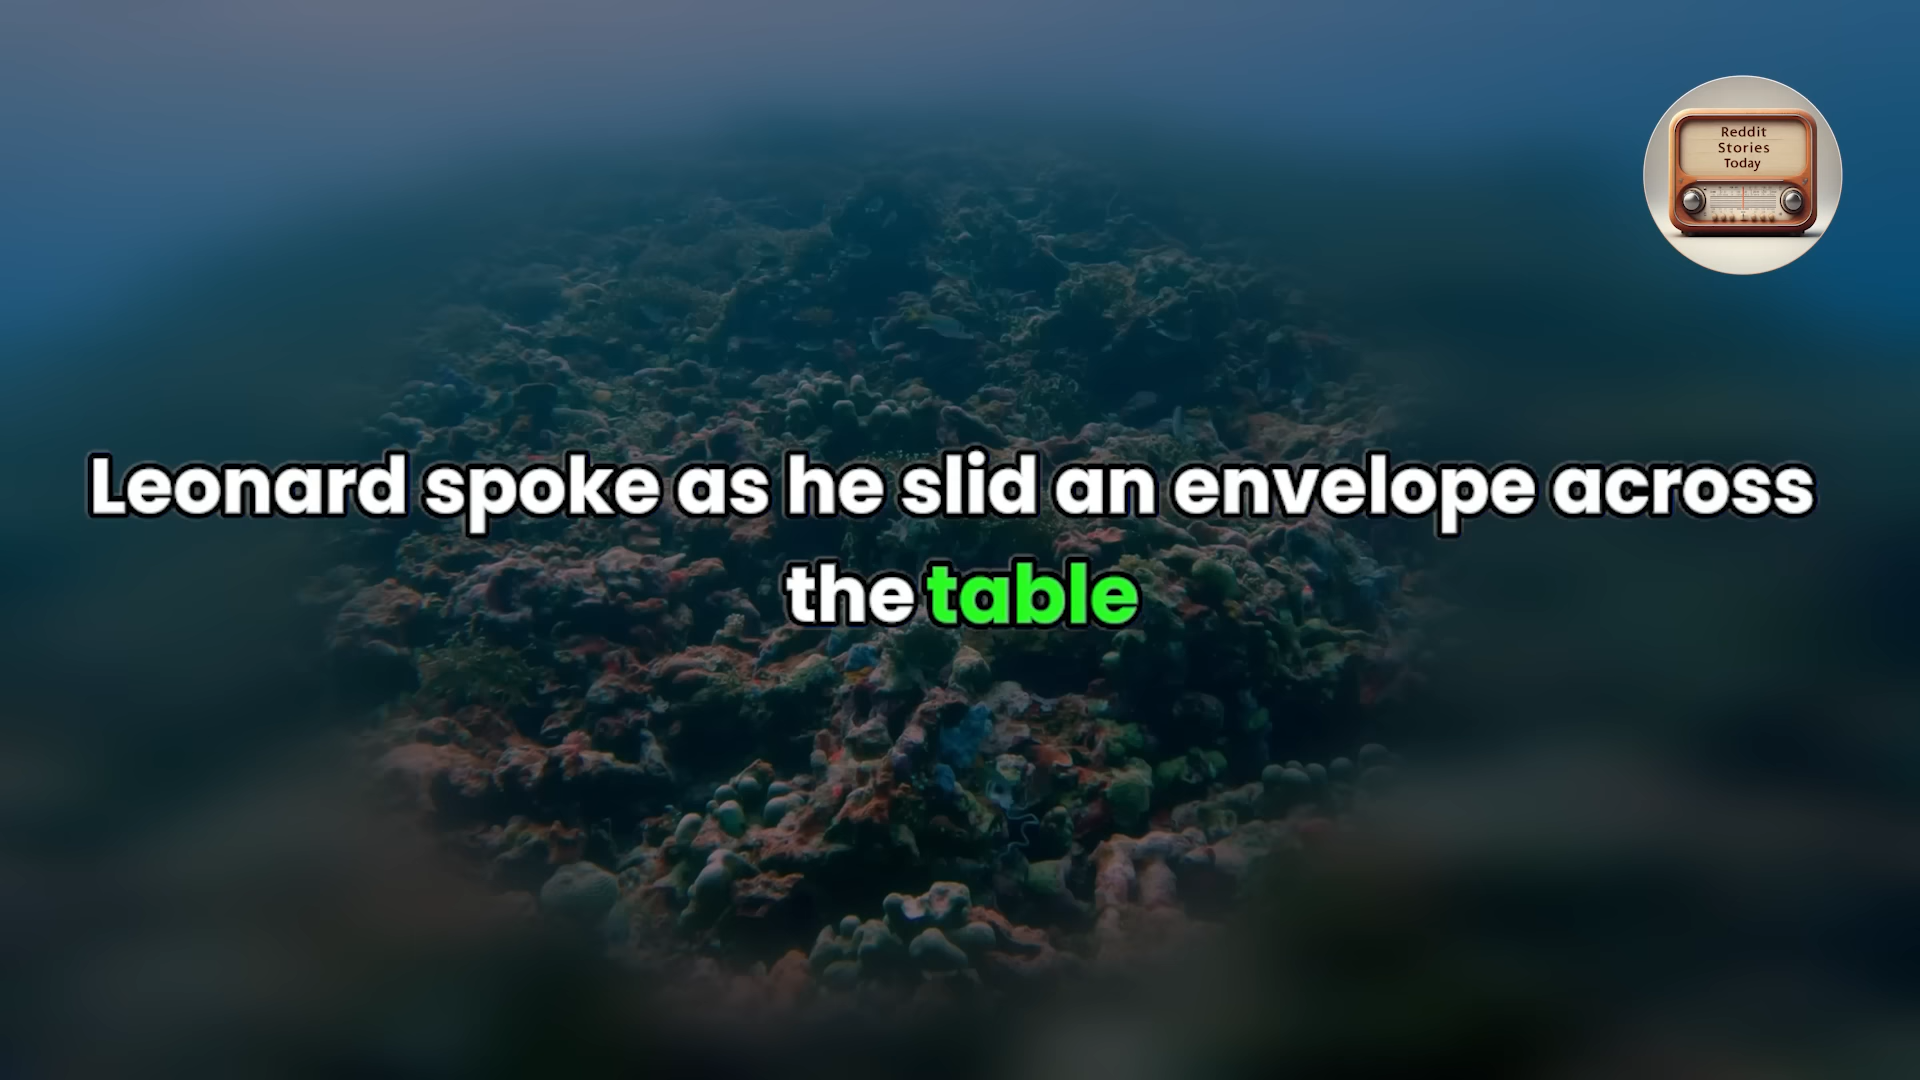 Reddit
Stories
Today
Leonard spoke as he slid an envelope across
the table